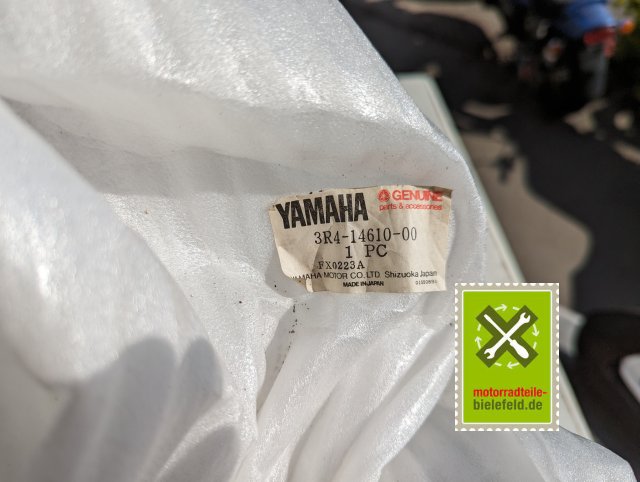 YAMAHA
GENUINE
parts & accessories
3R4-14610-00
1 PC
FX0223A
YAMAHA MOTOR CO.LTD. Shizuoka Japan
MADE IN JAPAN
motorradteile-
bielefeld.de